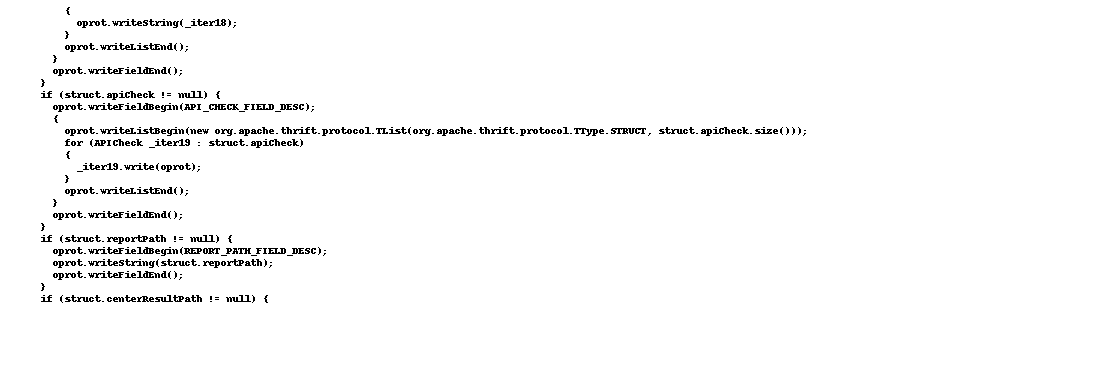 {
oprot.writeString(_iter18);
}
oprot.writeListEnd();
}
oprot.writeFieldEnd();
}
if (struct.apiCheck != null) {
oprot.writeFieldBegin(API_CHECK_FIELD_DESC);
{
oprot.writeListBegin(new org.apache.thrift.protocol.TList(org.apache.thrift.protocol.TType.STRUCT, struct.apiCheck.size()));
for (APICheck _iter19 : struct.apiCheck)
{
_iter19.write(oprot);
}
oprot.writeListEnd();
}
oprot.writeFieldEnd();
}
if (struct.reportPath != null) {
oprot.writeFieldBegin(REPORT_PATH_FIELD_DESC);
oprot.writeString(struct.reportPath);
oprot.writeFieldEnd();
}
if (struct.centerResultPath != null) {